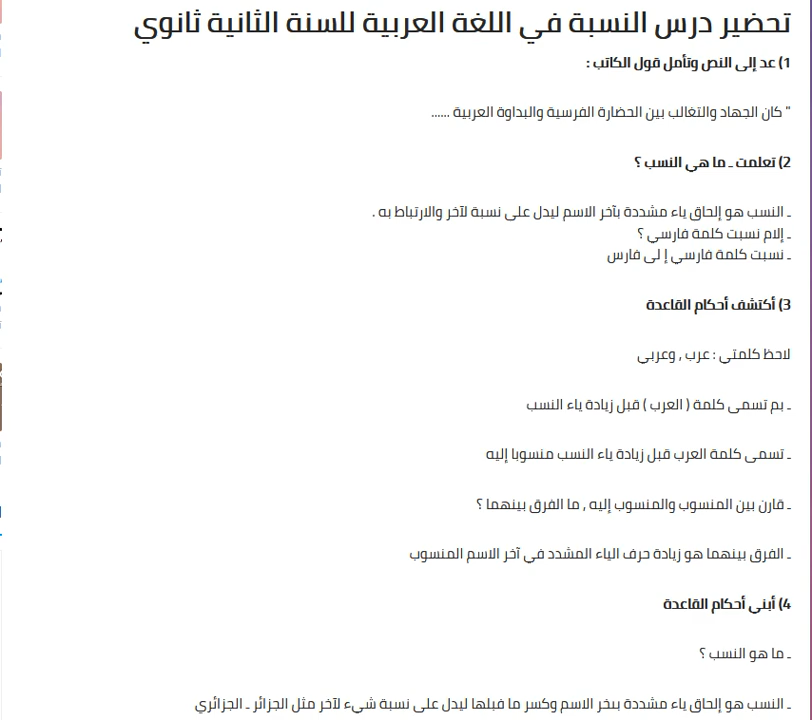 تحضير درس النسبة في اللغة العربية للسنة الثانية ثانوي
1) عد إلى النص وتأمل قول الكاتب :
" كان الجهاد والتغالب بين الحضارة الفرسية والبداوة العربية ......
2) تعلمت ـ ما هي النسب ؟
ـ النسب هو إلحاق ياء مشددة بآخر الاسم ليدل على نسبة لآخر والارتباط به .
ـ إلام نسبت كلمة فارسي ؟
ـ نسبت كلمة فارسي إ لى فارس
3) أكتشف أحكام القاعدة
لاحظ كلمتي : عرب , وعربي
ـ بم تسمى كلمة ( العرب ) قبل زيادة ياء النسب
ـ تسمى كلمة العرب قبل زيادة ياء النسب منسوبا إليه
ـ قارن بين المنسوب والمنسوب إليه , ما الفرق بينهما ؟
ـ الفرق بينهما هو زيادة حرف الياء المشدد في آخر الاسم المنسوب
4) أبني أحكام القاعدة
ـ ما هو النسب ؟
ـ النسب هو إلحاق ياء مشددة بىخر الاسم وكسر ما قبلها ليدل على نسبة شيء لآخر مثل الجزائر ـ الجزائري